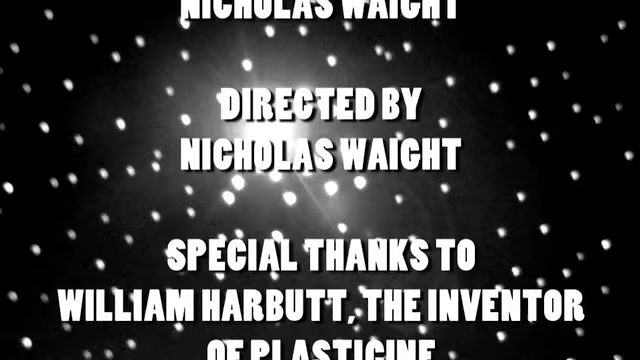 NICHOLAS WAIGHT
DIRECTED BY
NICHOLAS WAIGHT
SPECIAL THANKS TO
WILLIAM HARBUTT, THE INVENTOR
OF PLASTICINE